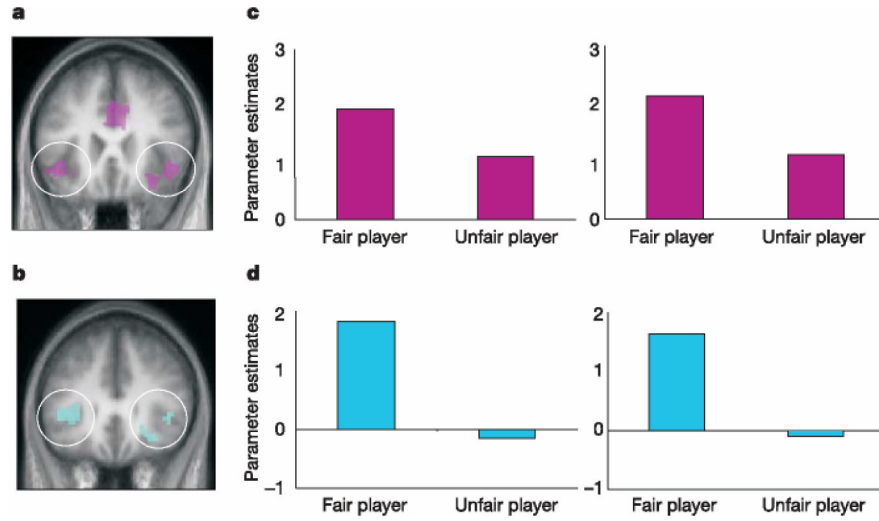 a
c
Parameter estimates
3
2
1
0
Fair player
Unfair player
3
2
1
0
Fair player
Unfair player
b
d
Parameter estimates
2
1
0
–1
Fair player
Unfair player
2
1
0
–1
Fair player
Unfair player